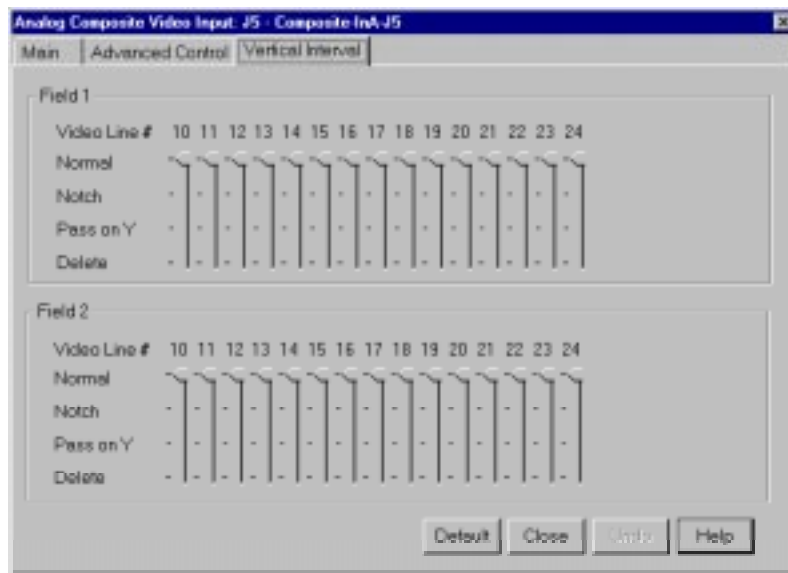 Analog Composite Video Input: J5 - Composite InA-J5
Main Advanced Control Vertical Interval
Field 1
Video Line # 10 11 12 13 14 15 16 17 18 19 20 21 22 23 24
Normal
Notch
Pass on Y
Delete
Field 2
Video Line # 10 11 12 13 14 15 16 17 18 19 20 21 22 23 24
Normal
Notch
Pass on Y
Delete
Default Close Undo Help